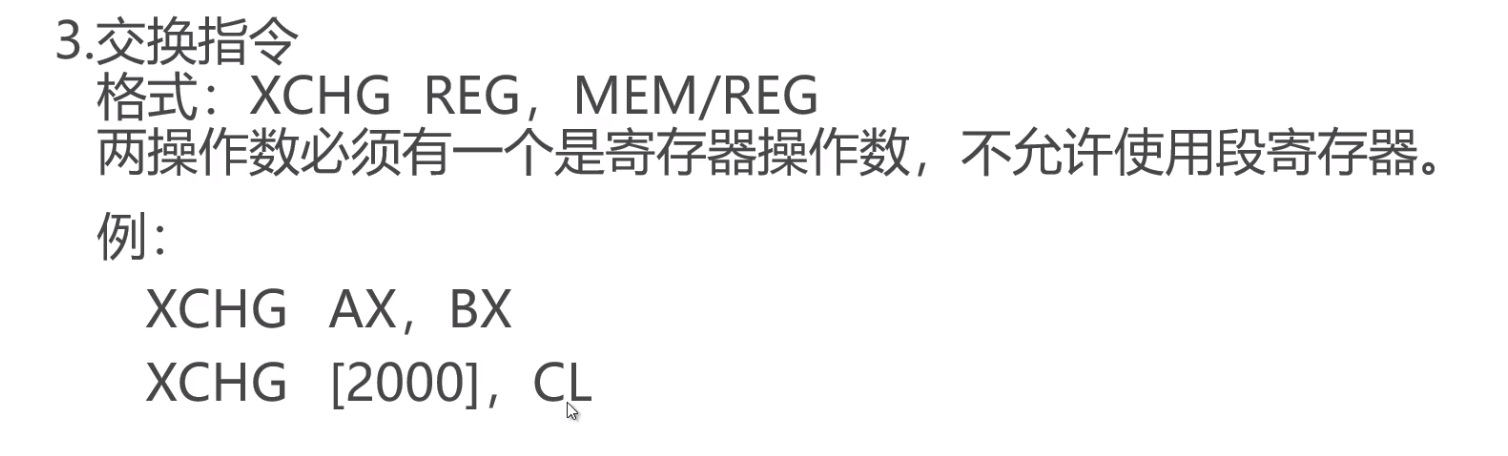 3.交换指令
格式：XCHG REG，MEM/REG
两操作数必须有一个是寄存器操作数，不允许使用段寄存器。
例：
XCHG AX，BX
XCHG [2000]，CL